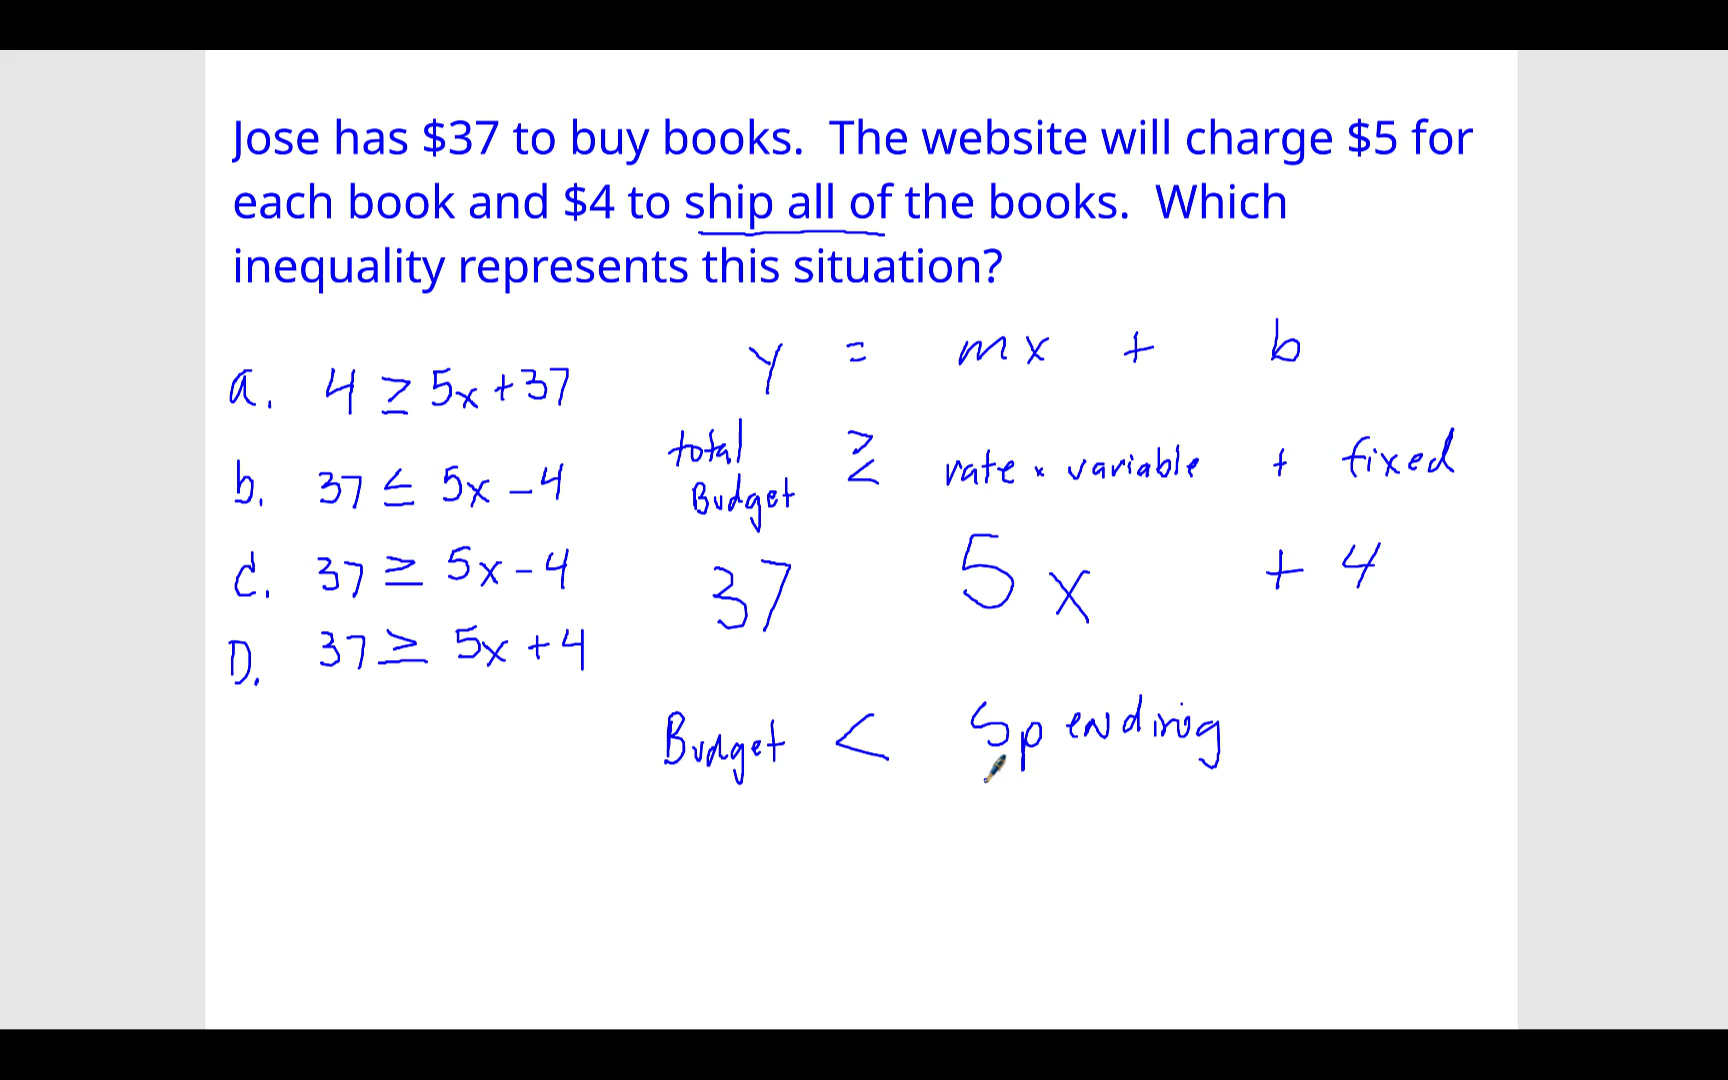 Jose has $37 to buy books. The website will charge $5 for
each book and $4 to ship all of the books. Which
inequality represents this situation?
y = mx + b
a. 4 ≥ 5x + 37
total Budget ≥ rate × variable + fixed
b. 37 ≤ 5x - 4
37 5x + 4
c. 37 ≥ 5x - 4
D. 37 ≥ 5x + 4
Budget < Spending